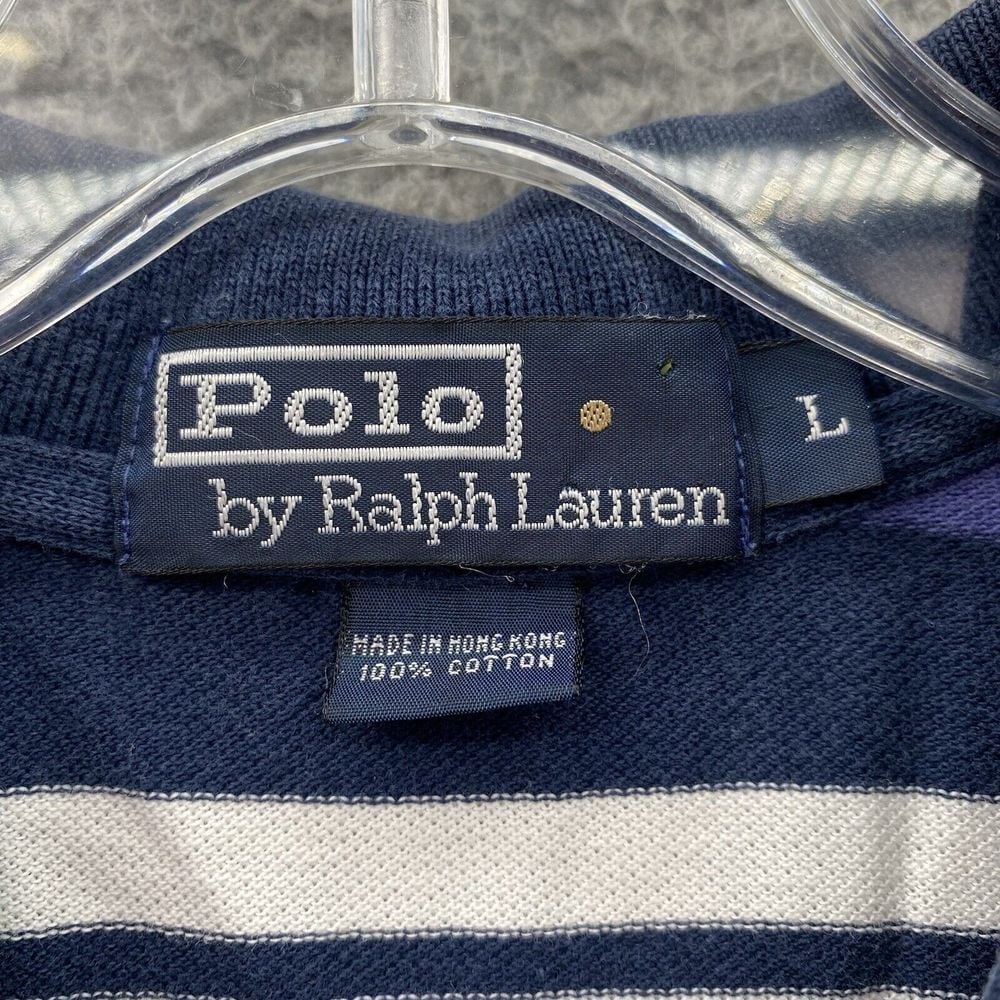 Polo
by Ralph Lauren
L
MADE IN HONG KONG
100% COTTON